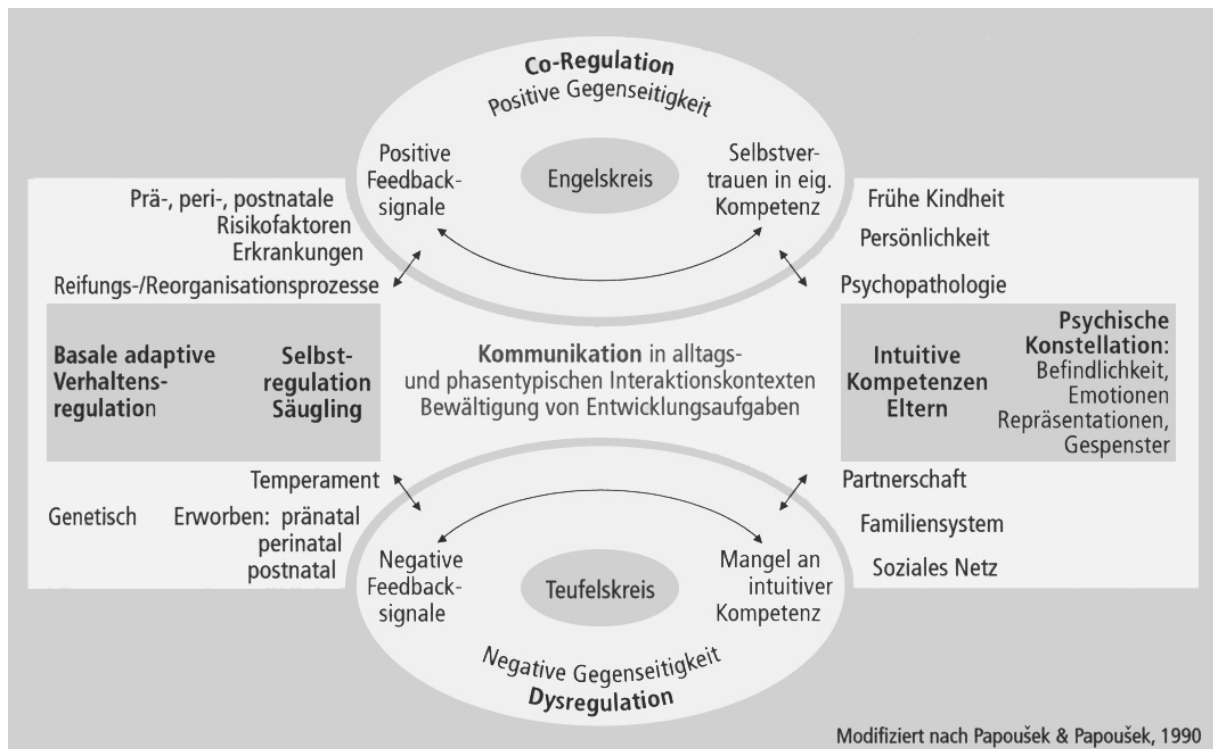 Co-Regulation
Positive Gegenseitigkeit
Positive
Feedback-
signale
Engelskreis
Selbstver-
trauen in eig.
Kompetenz
Prä-, peri-, postnatale
Risikofaktoren
Erkrankungen
Reifungs-/Reorganisationsprozesse
Frühe Kindheit
Persönlichkeit
Psychopathologie
Basale adaptive
Verhaltens-
regulation
Selbst-
regulation
Säugling
Kommunikation in alltags-
und phasentypischen Interaktionskontexten
Bewältigung von Entwicklungsaufgaben
Intuitive
Kompetenzen
Eltern
Psychische
Konstellation:
Befindlichkeit,
Emotionen
Repräsentationen,
Gespenster
Temperament
Genetisch Erworben: pränatal
perinatal
postnatal
Partnerschaft
Familiensystem
Soziales Netz
Negative
Feedback-
signale
Teufelskreis
Mangel an
intuitiver
Kompetenz
Negative Gegenseitigkeit
Dysregulation
Modifiziert nach Papoušek & Papoušek, 1990